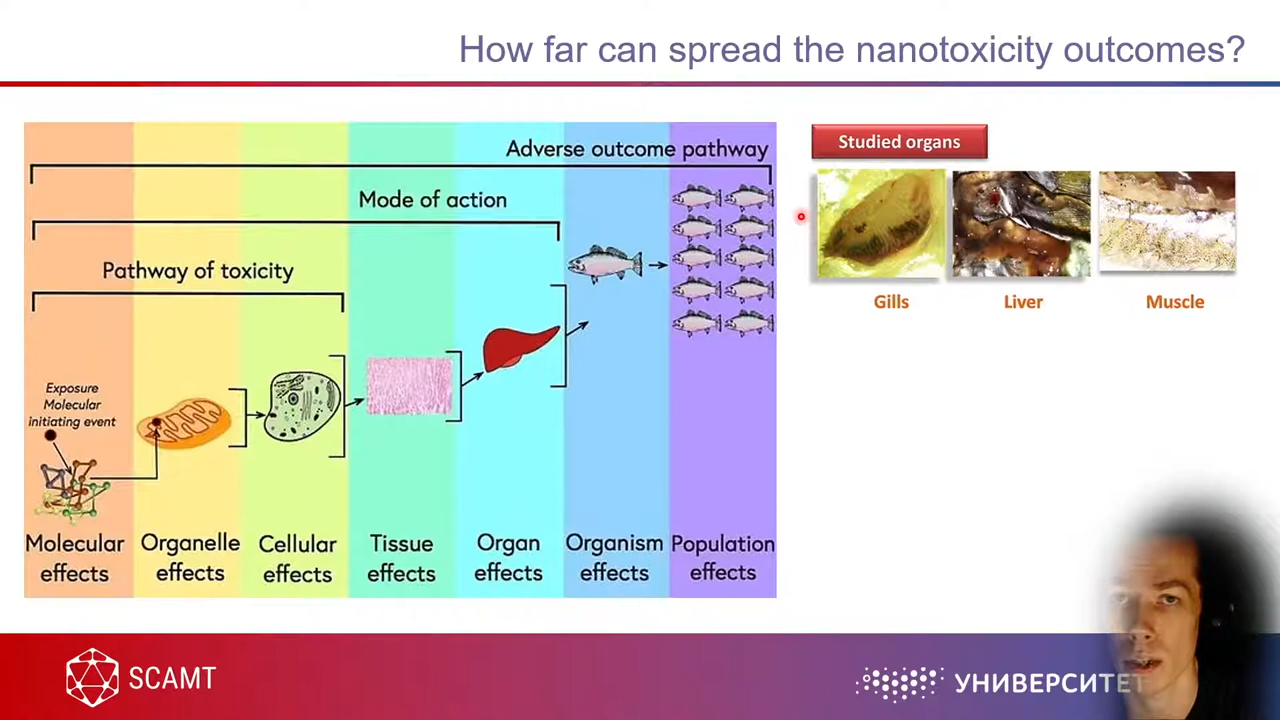 How far can spread the nanotoxicity outcomes?
Adverse outcome pathway
Mode of action
Pathway of toxicity
Exposure
Molecular
initiating event
Molecular
effects
Organelle
effects
Cellular
effects
Tissue
effects
Organ
effects
Organism
effects
Population
effects
Studied organs
Gills
Liver
Muscle
SCAMT
УНИВЕРСИТЕТ